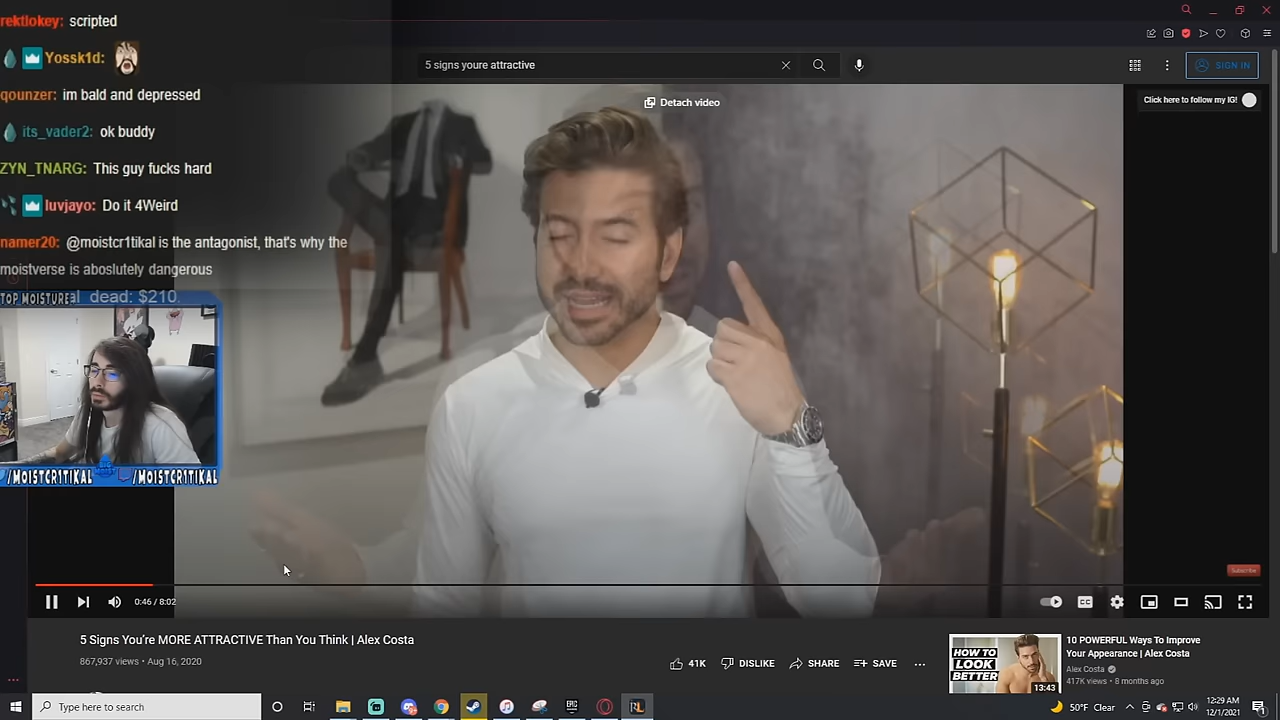 rektlokey: scripted
Yossk1d:
qounzer: im bald and depressed
its_vader2: ok buddy
ZYN_TNARG: This guy fucks hard
luvjayo: Do it 4Weird
namer20: @moistcr1tikal is the antagonist, that's why the
moistverse is aboslutely dangerous
TOP MOISTURE: dead: $210.
/MOISTCR1TIKAL /MOISTCR1TIKAL
5 signs youre attractive
SIGN IN
Detach video
Click here to follow my IG!
Subscribe
0:46 / 8:02
CC
5 Signs You're MORE ATTRACTIVE Than You Think | Alex Costa
867,937 views • Aug 16, 2020
41K DISLIKE SHARE SAVE
HOW TO
LOOK
BETTER
13:43
10 POWERFUL Ways To Improve
Your Appearance | Alex Costa
Alex Costa
417K views • 8 months ago
Type here to search
EPIC
RL
50°F Clear
12:29 AM
12/1/2021